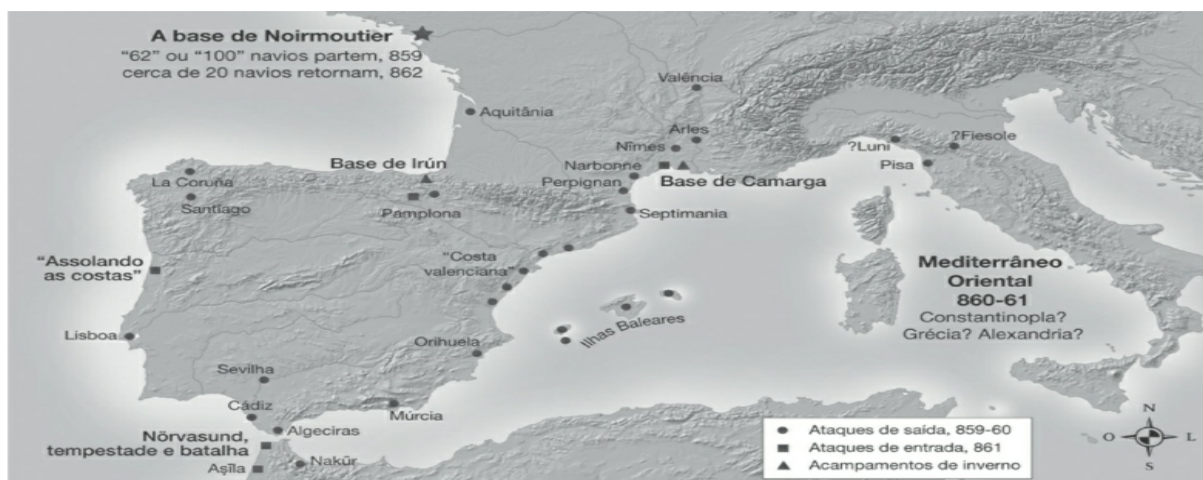 A base de Noirmoutier
"62" ou "100" navios partem, 859
cerca de 20 navios retornam, 862
Valência
Aquitânia
Arles
Nîmes
?Luni
?Fiesole
Base de Irún
Narbonne
Pisa
La Coruña
Perpignan
Base de Camarga
Santiago
Pamplona
Septimania
"Assolando
as costas"
"Costa
valenciana"
Mediterrâneo
Oriental
860-61
Constantinopla?
Grécia? Alexandria?
Ilhas Baleares
Lisboa
Orihuela
Sevilha
Cádiz
Múrcia
Algeciras
Nörvasund,
tempestade e batalha
Nakūr
Aşīla
Ataques de saída, 859-60
Ataques de entrada, 861
Acampamentos de inverno
N
O
L
S